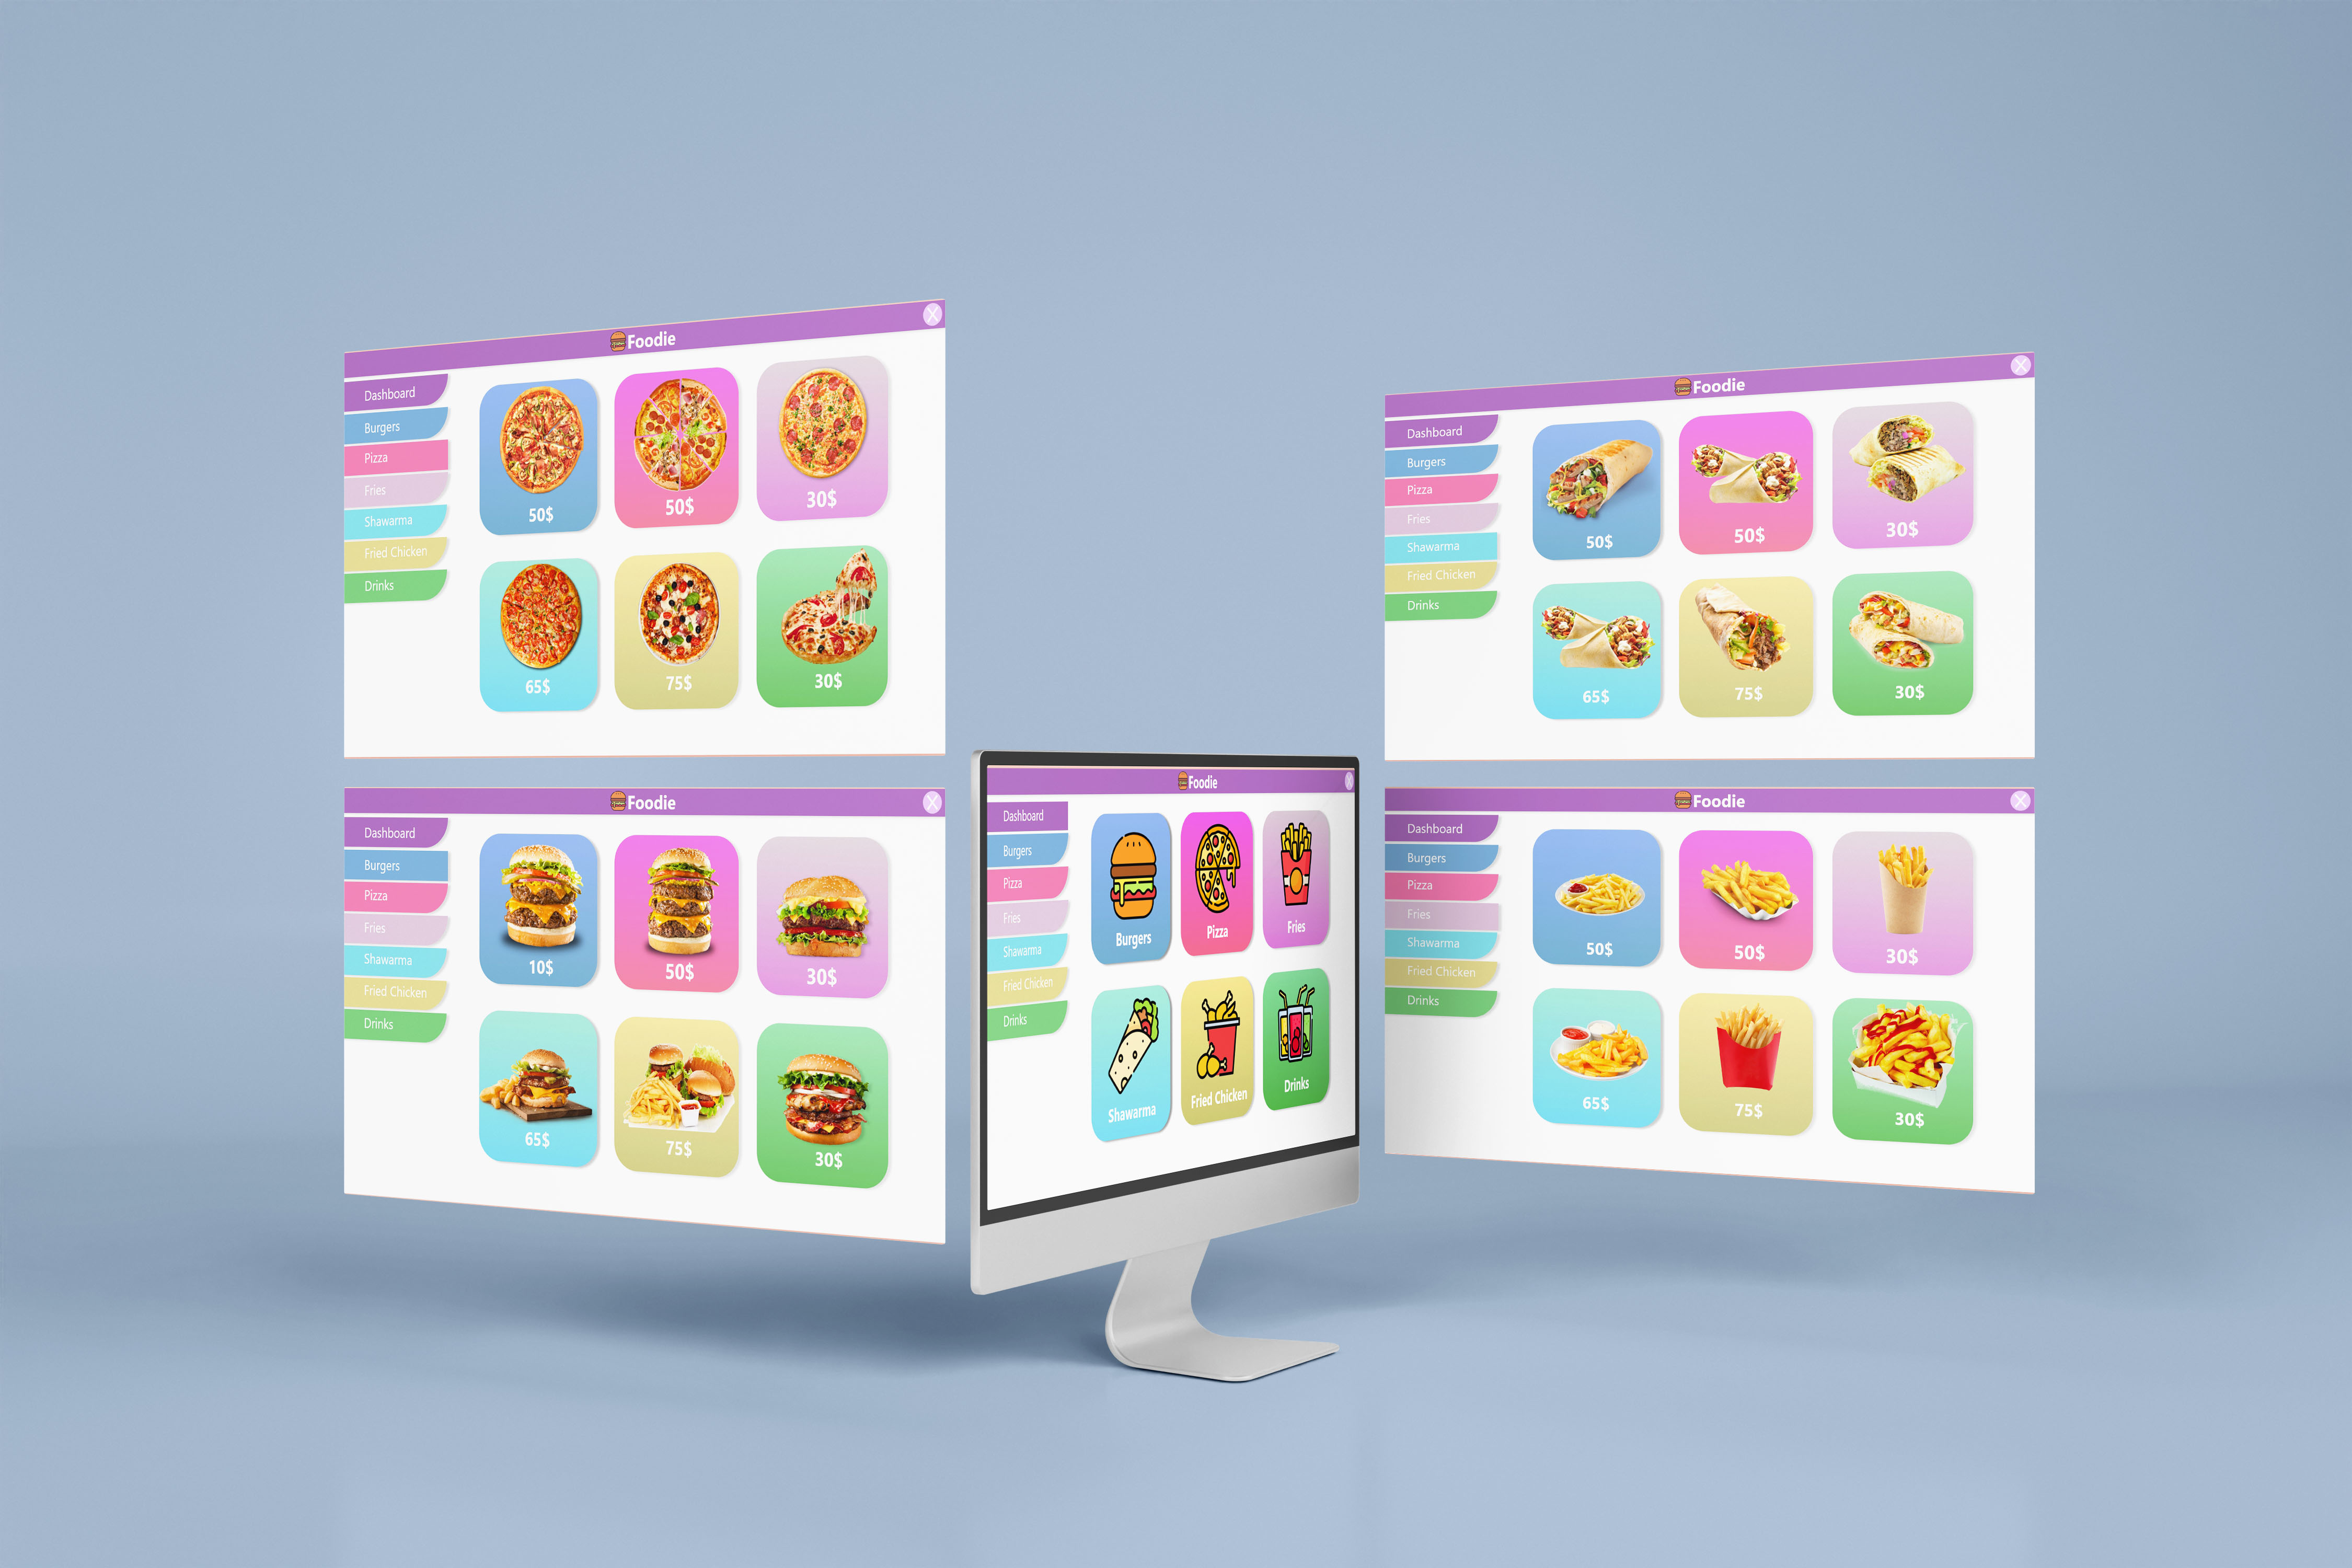 Foodie
X
Dashboard
Burgers
Pizza
Fries
Shawarma
Fried Chicken
Drinks
50$
50$
30$
65$
75$
30$
Foodie
X
Dashboard
Burgers
Pizza
Fries
Shawarma
Fried Chicken
Drinks
50$
50$
30$
65$
75$
30$
Foodie
X
Dashboard
Burgers
Pizza
Fries
Shawarma
Fried Chicken
Drinks
10$
50$
30$
65$
75$
30$
Foodie
X
Dashboard
Burgers
Pizza
Fries
Shawarma
Fried Chicken
Drinks
Burgers
Pizza
Fries
Shawarma
Fried Chicken
Drinks
Foodie
X
Dashboard
Burgers
Pizza
Fries
Shawarma
Fried Chicken
Drinks
50$
50$
30$
65$
75$
30$